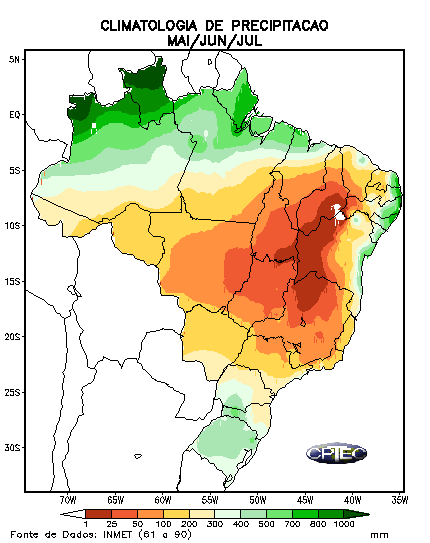 CLIMATOLOGIA DE PRECIPITACAO
MAI/JUN/JUL
5N
EQ
5S
10S
15S
20S
25S
30S
CPTEC
70W 65W 60W 55W 50W 45W 40W 35W
1 25 50 100 200 300 400 500 700 800 1000
Fonte de Dados: INMET (61 a 90) mm